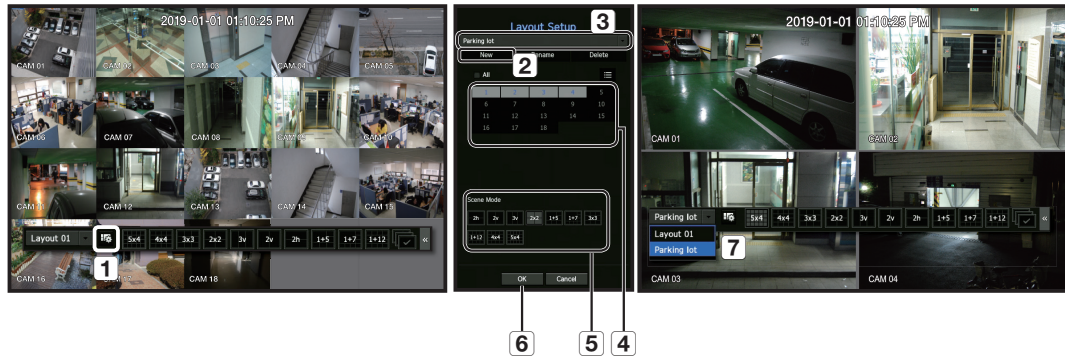 2019-01-01 01:10:25 PM
CAM 01
CAM 02
CAM 03
CAM 04
CAM 05
CAM 06
CAM 07
CAM 08
CAM 10
CAM 12
CAM 13
CAM 14
CAM 15
Layout 01
5x4 4x4 3x3 2x2 3v 2v 2h 1+5 1+7 1+12 «
1
CAM 16
CAM 17
CAM 18
Layout Setup
3
Parking lot
New Rename Delete
2
All
1 2 3 4 5
6 7 8 9 10
11 12 13 14 15
16 17 18
Scene Mode
2h 2v 3v 2x2 1+5 1+7 3x3
1+12 4x4 5x4
OK Cancel
6 5 4
2019-01-01 01:10:25 PM
CAM 01
CAM 02
Parking lot
5x4 4x4 3x3 2x2 3v 2v 2h 1+5 1+7 1+12 «
Layout 01
Parking lot
7
CAM 03
CAM 04